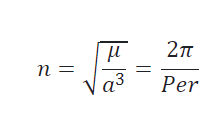 n = √(μ/a³) = 2π/Per